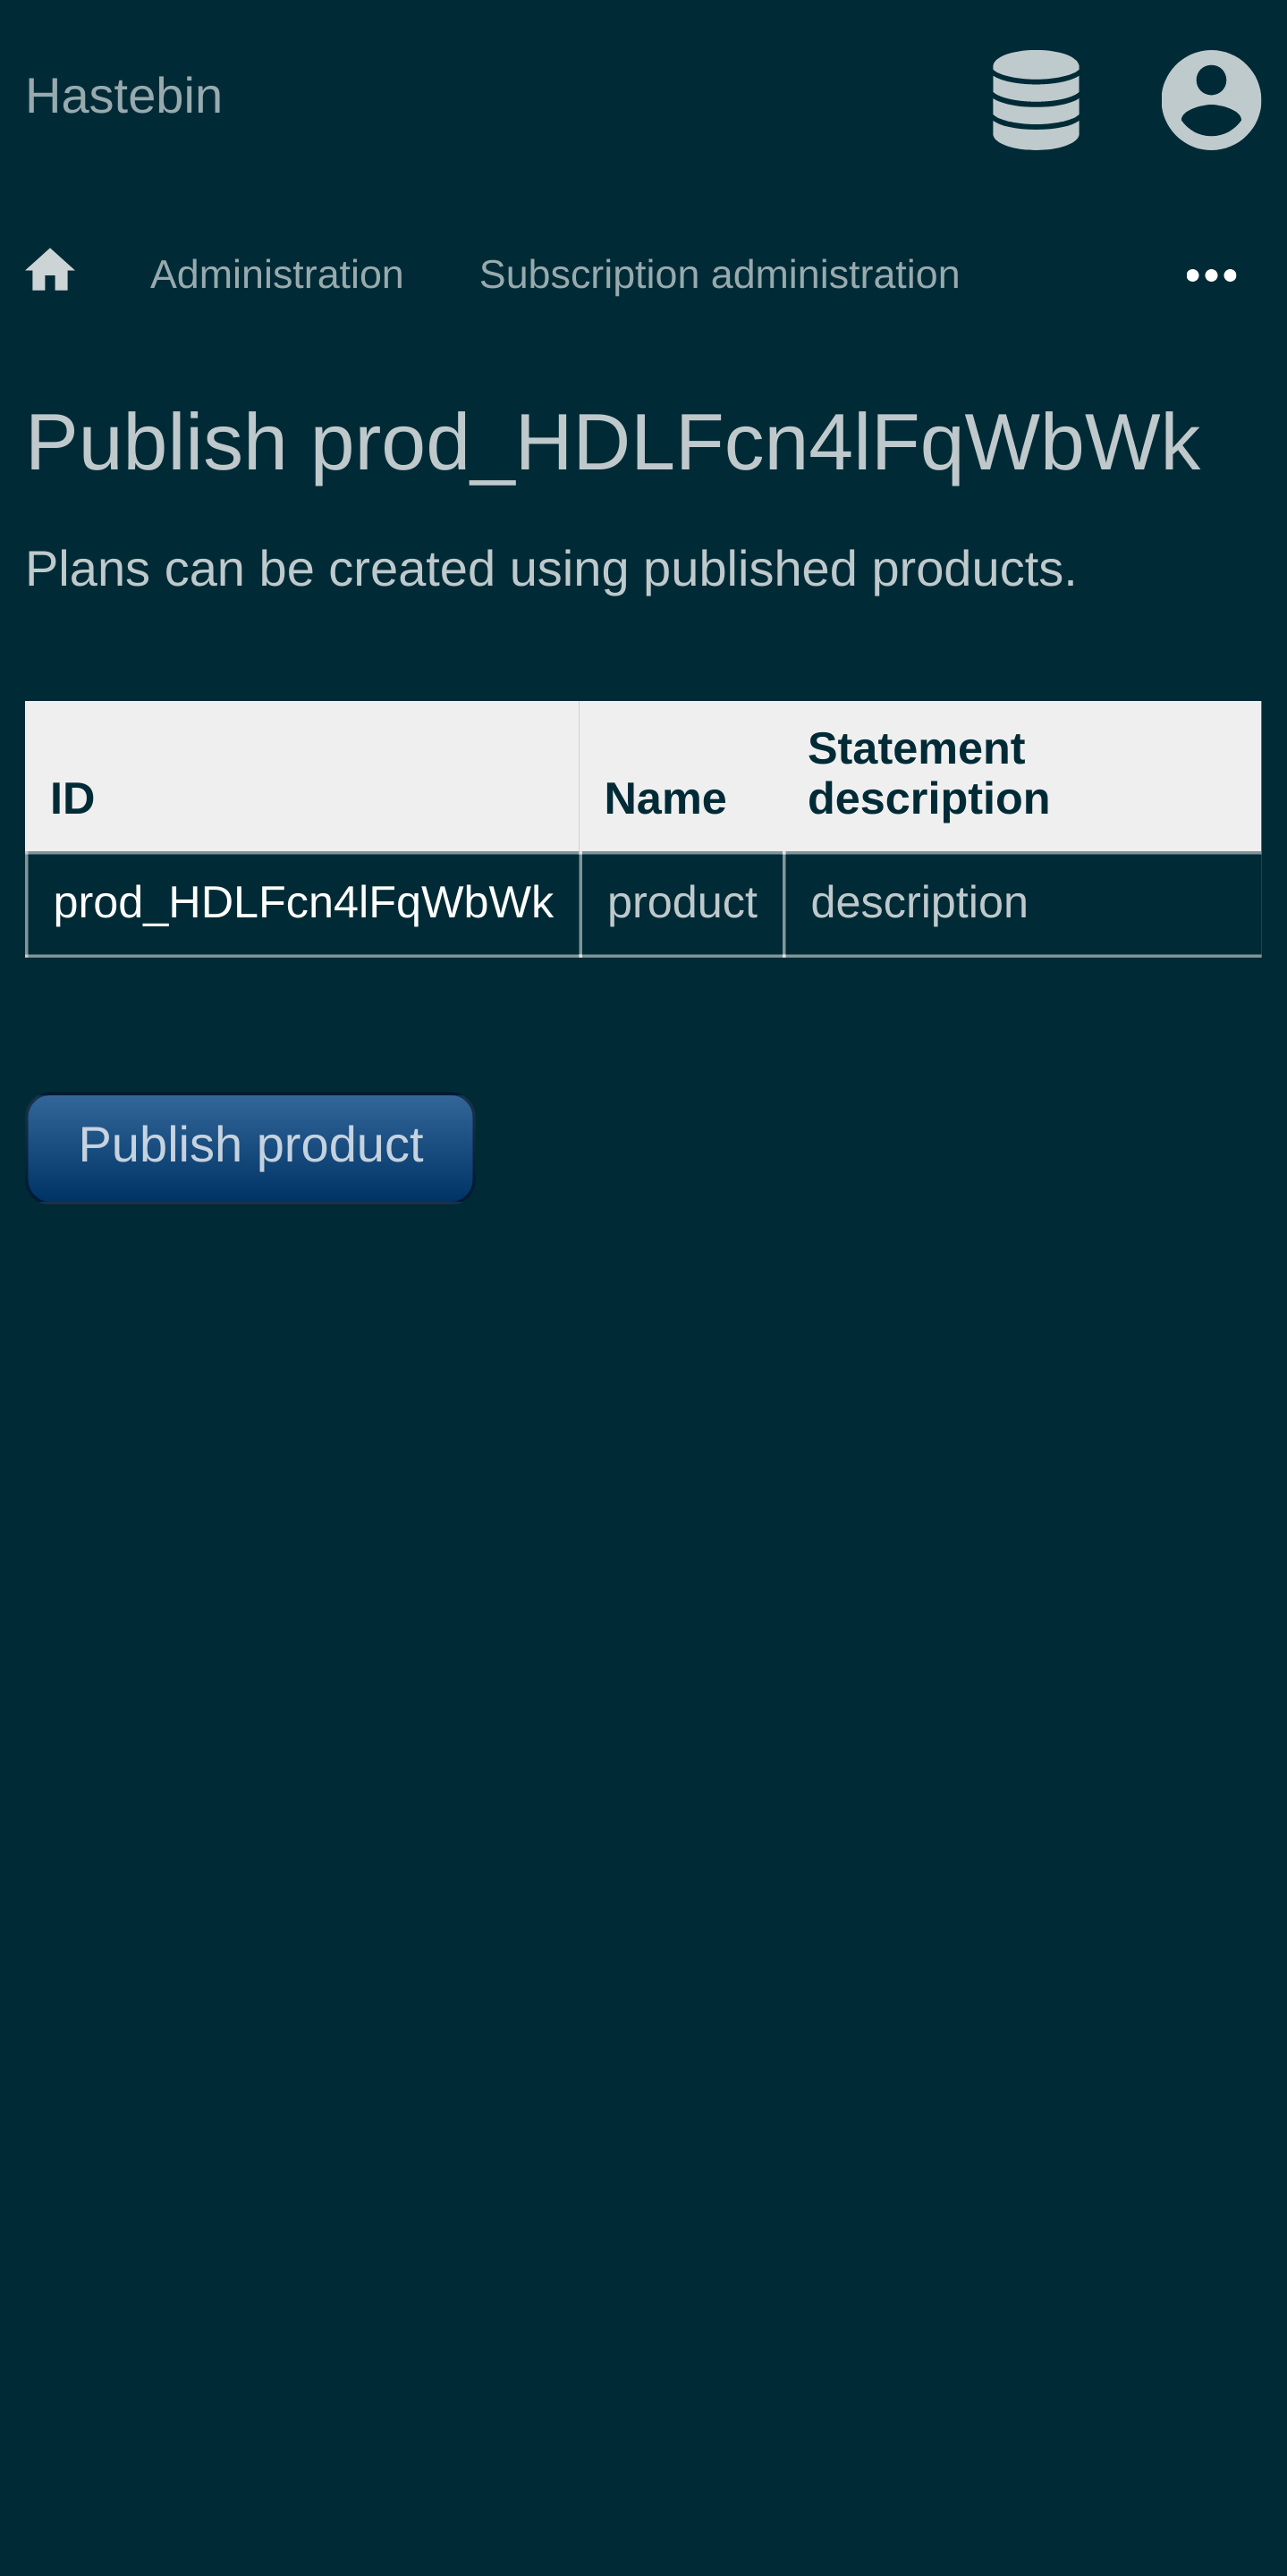 Hastebin
Administration Subscription administration
Publish prod_HDLFcn4lFqWbWk
Plans can be created using published products.
ID Name Statement description
prod_HDLFcn4lFqWbWk product description
Publish product